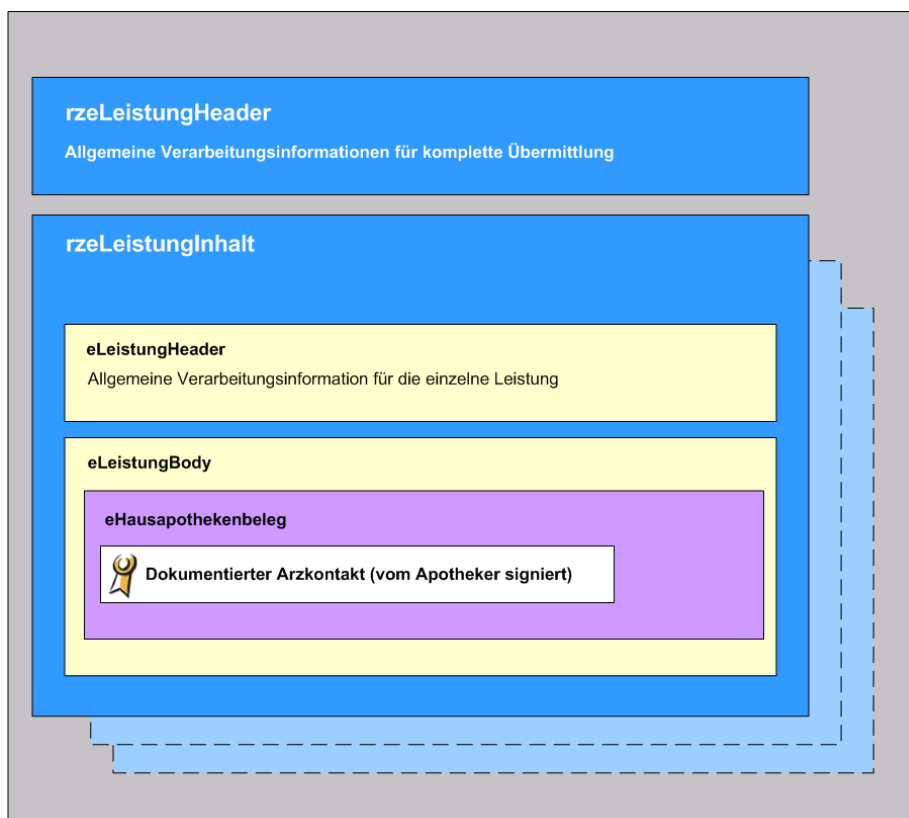 rzeLeistungHeader
Allgemeine Verarbeitungsinformationen für komplette Übermittlung
rzeLeistungInhalt
eLeistungHeader
Allgemeine Verarbeitungsinformation für die einzelne Leistung
eLeistungBody
eHausapothekenbeleg
Dokumentierter Arzkontakt (vom Apotheker signiert)